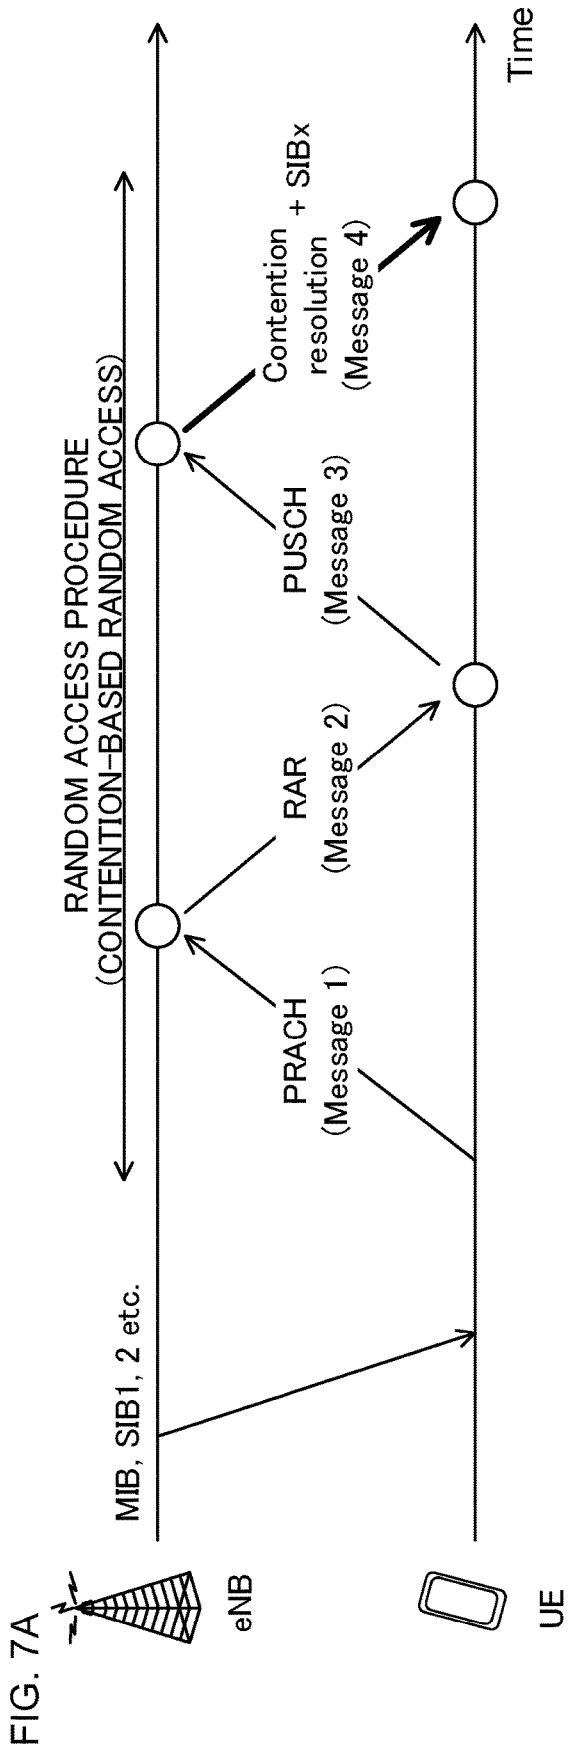 FIG. 7A
RANDOM ACCESS PROCEDURE
(CONTENTION-BASED RANDOM ACCESS)
MIB, SIB1, 2 etc.
PRACH
(Message 1)
RAR
(Message 2)
PUSCH
(Message 3)
Contention
resolution
(Message 4)
+ SIBx
eNB
UE
Time